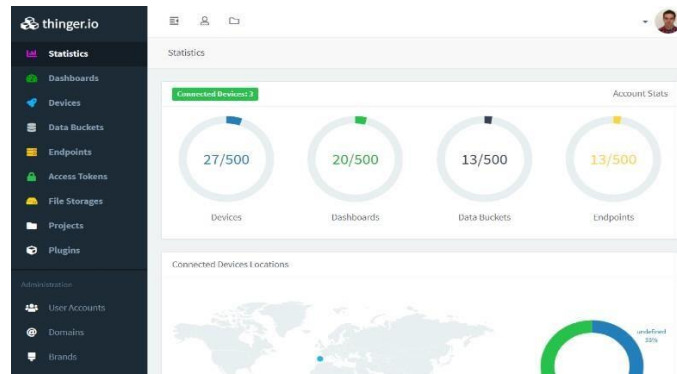 thinger.io
Statistics
Dashboards
Devices
Data Buckets
Endpoints
Access Tokens
File Storages
Projects
Plugins
Administration
User Accounts
Domains
Brands
Statistics
Connected Devices: 3
Account Stats
27/500
20/500
13/500
13/500
Devices
Dashboards
Data Buckets
Endpoints
Connected Devices Locations
undefined